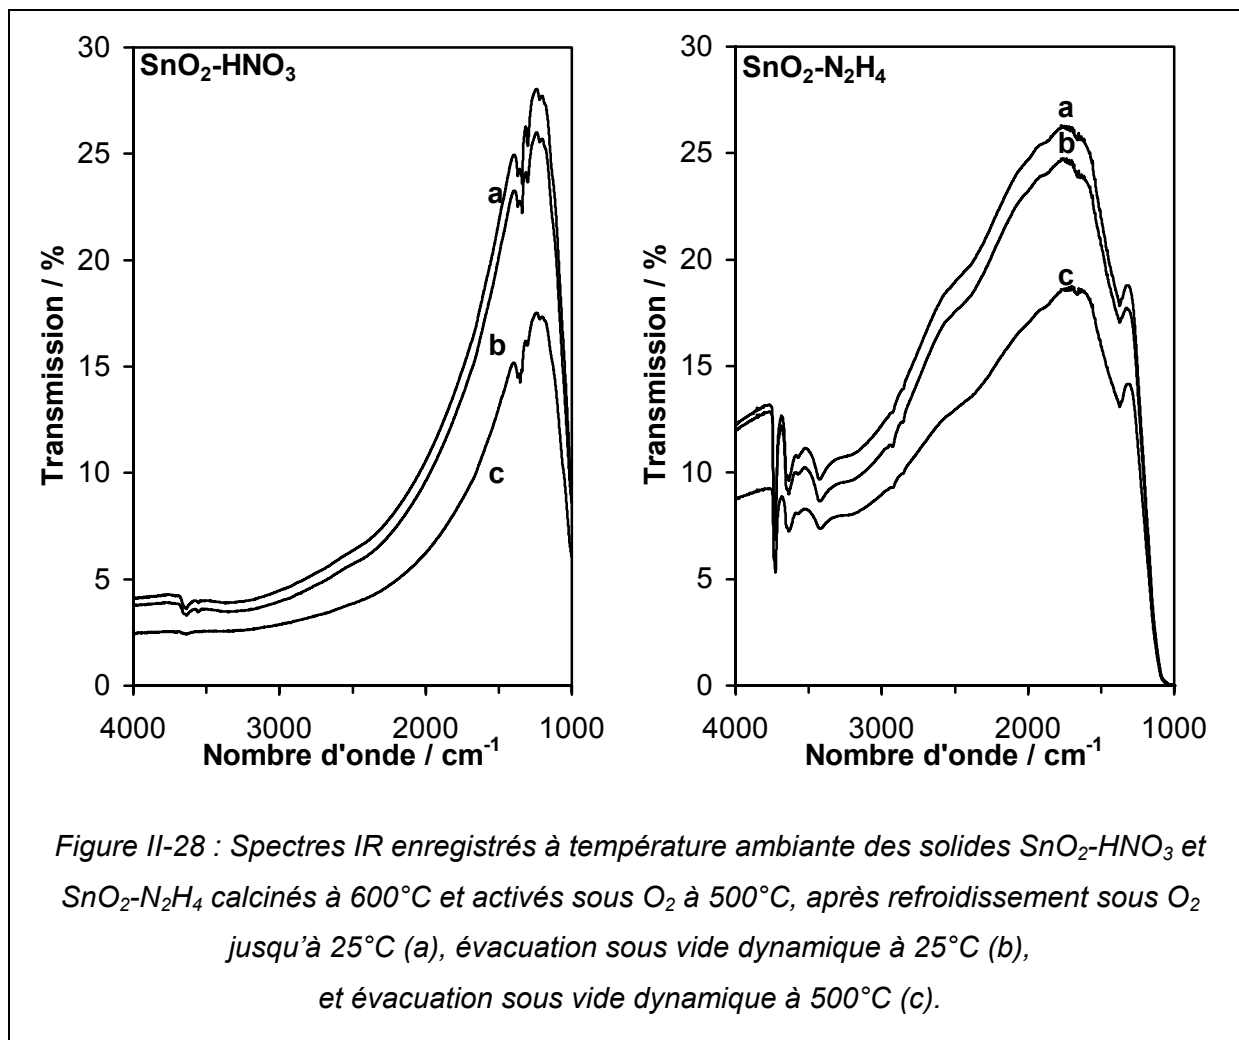 SnO2-HNO3
30
25
20
15
10
5
0
Transmission / %
a
b
c
4000 3000 2000 1000
Nombre d'onde / cm-1
SnO2-N2H4
30
25
20
15
10
5
0
Transmission / %
a
b
c
4000 3000 2000 1000
Nombre d'onde / cm-1
Figure II-28 : Spectres IR enregistrés à température ambiante des solides SnO2-HNO3 et
SnO2-N2H4 calcinés à 600°C et activés sous O2 à 500°C, après refroidissement sous O2
jusqu'à 25°C (a), évacuation sous vide dynamique à 25°C (b),
et évacuation sous vide dynamique à 500°C (c).